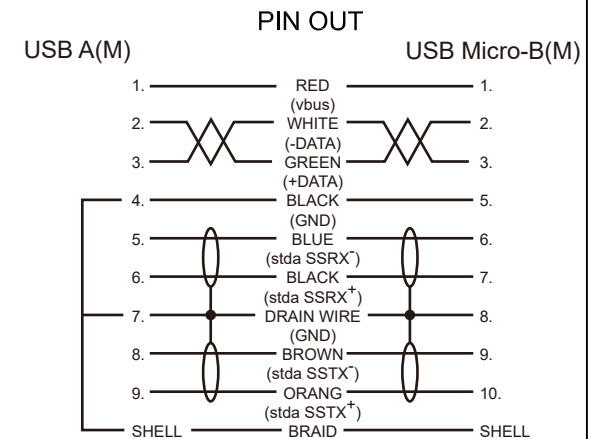 PIN OUT
USB A(M) USB Micro-B(M)
1. RED 1.
(vbus)
2. WHITE 2.
(-DATA)
3. GREEN 3.
(+DATA)
4. BLACK 5.
(GND)
5. BLUE 6.
(stda SSRX-)
6. BLACK 7.
(stda SSRX+)
7. DRAIN WIRE 8.
(GND)
8. BROWN 9.
(stda SSTX-)
9. ORANG 10.
(stda SSTX+)
SHELL BRAID SHELL